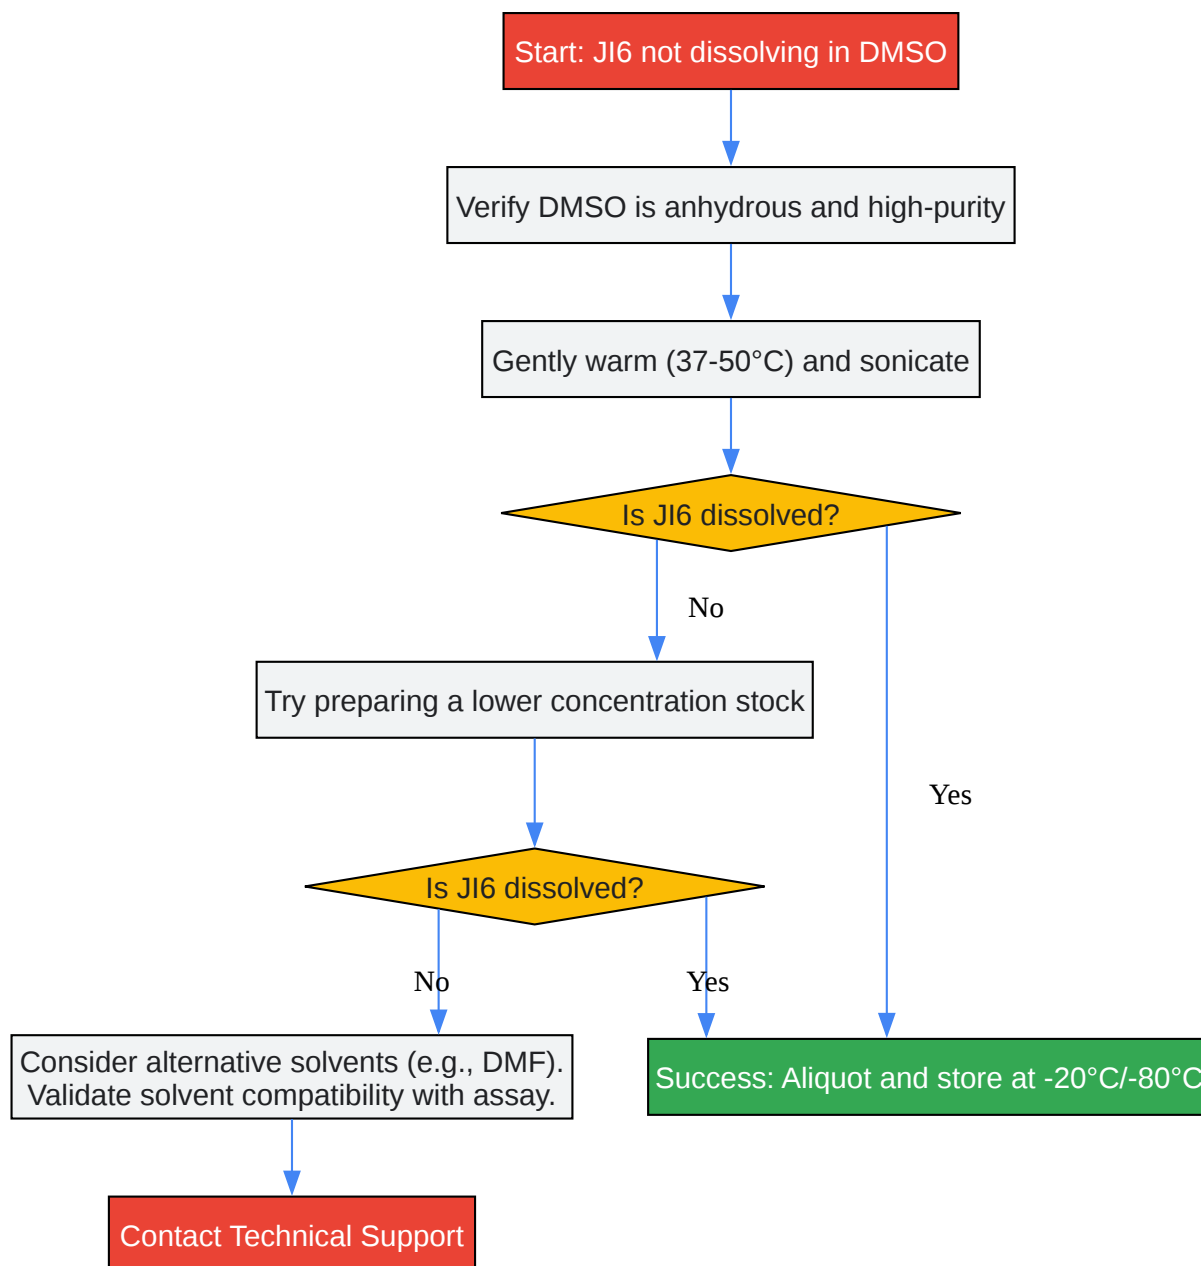 Start: JI6 not dissolving in DMSO
Verify DMSO is anhydrous and high-purity
Gently warm (37-50°C) and sonicate
Is JI6 dissolved?
No
Try preparing a lower concentration stock
Yes
Is JI6 dissolved?
No
Yes
Consider alternative solvents (e.g., DMF).
Validate solvent compatibility with assay.
Success: Aliquot and store at -20°C/-80°C
Contact Technical Support